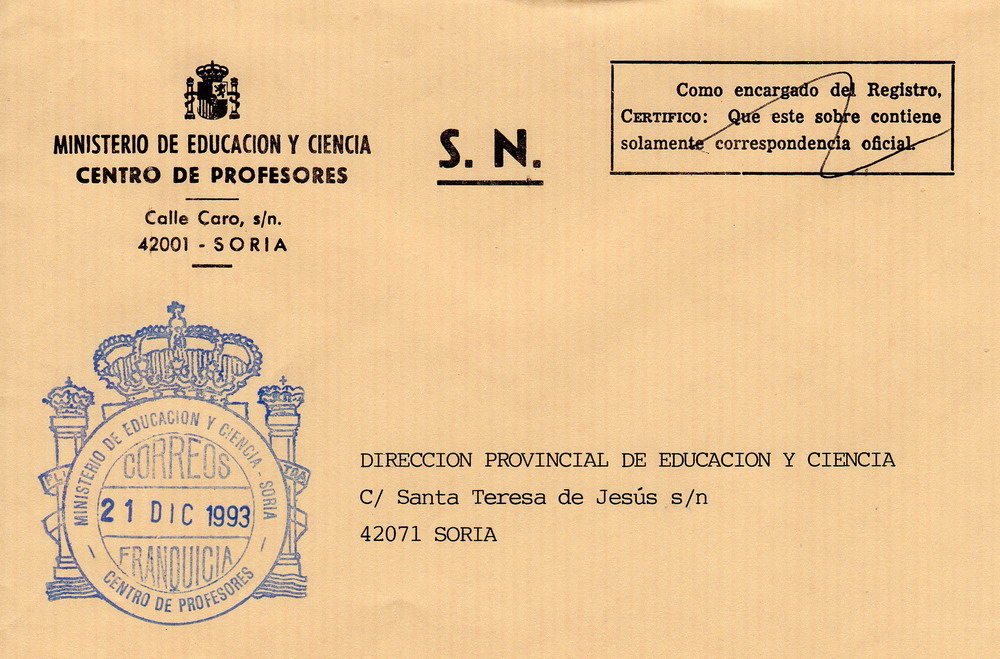 MINISTERIO DE EDUCACION Y CIENCIA
CENTRO DE PROFESORES
Calle Caro, s/n.
42001 - SORIA
S. N.
Como encargado del Registro,
CERTIFICO: Que este sobre contiene
solamente correspondencia oficial.
MINISTERIO DE EDUCACION Y CIENCIA - SORIA
CORREOS
21 DIC 1993
FRANQUICIA
CENTRO DE PROFESORES
DIRECCION PROVINCIAL DE EDUCACION Y CIENCIA
C/ Santa Teresa de Jesús s/n
42071 SORIA